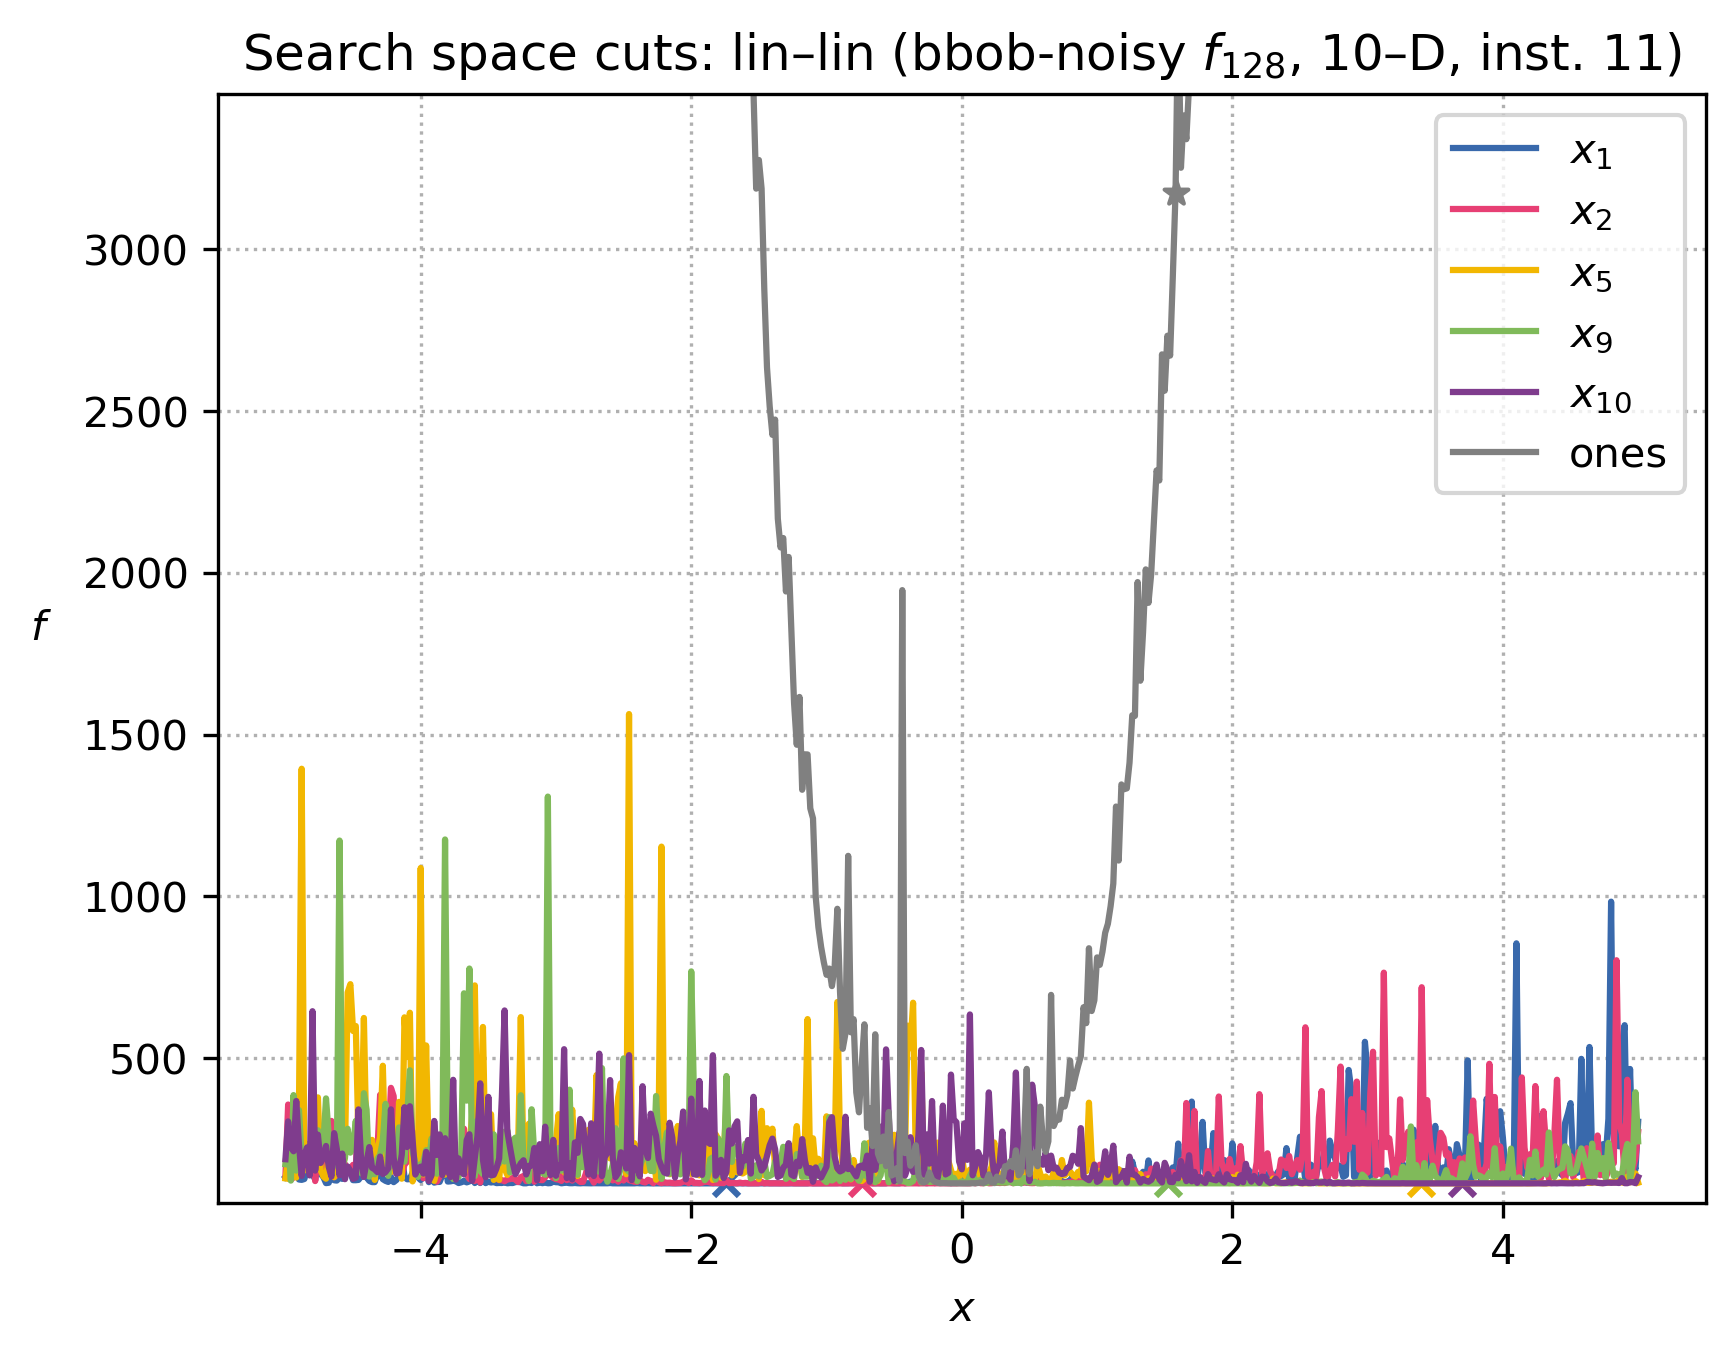 Search space cuts: lin–lin (bbob-noisy f128, 10–D, inst. 11)
x1
x2
x5
x9
x10
ones
3000
2500
2000
1500
1000
500
f
−4 −2 0 2 4
x